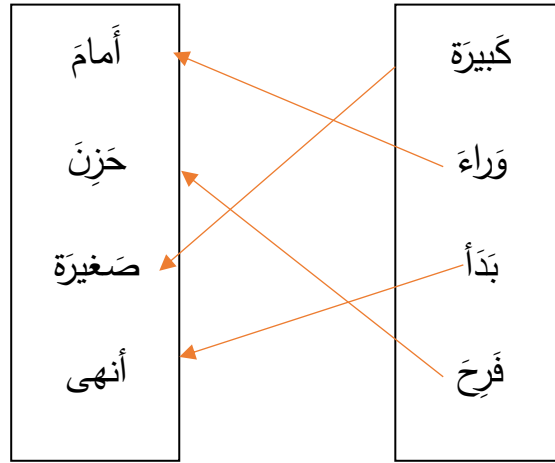 كَبيرَة
وَراءَ
بَدَأ
فَرِحَ
أَمامَ
حَزِنَ
صَغيرَة
أنهى